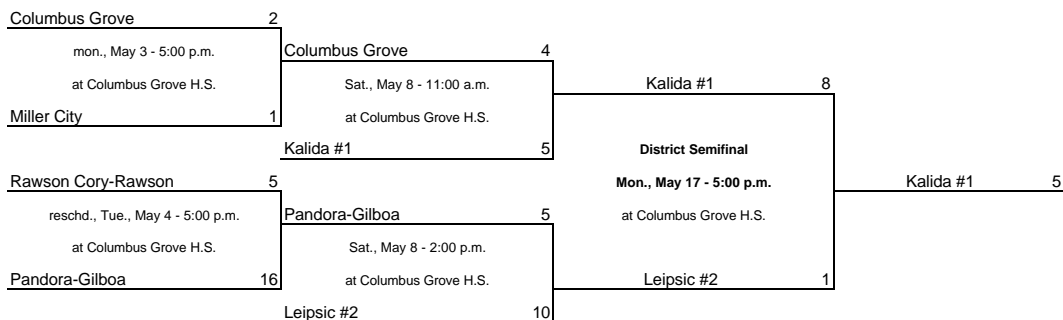 Columbus Grove 2
mon., May 3 - 5:00 p.m.
at Columbus Grove H.S.
Miller City 1
Columbus Grove 4
Sat., May 8 - 11:00 a.m.
at Columbus Grove H.S.
Kalida #1 5
Rawson Cory-Rawson 5
reschd., Tue., May 4 - 5:00 p.m.
at Columbus Grove H.S.
Pandora-Gilboa 16
Pandora-Gilboa 5
Sat., May 8 - 2:00 p.m.
at Columbus Grove H.S.
Leipsic #2 10
Kalida #1 8
District Semifinal
Mon., May 17 - 5:00 p.m.
at Columbus Grove H.S.
Leipsic #2 1
Kalida #1 5